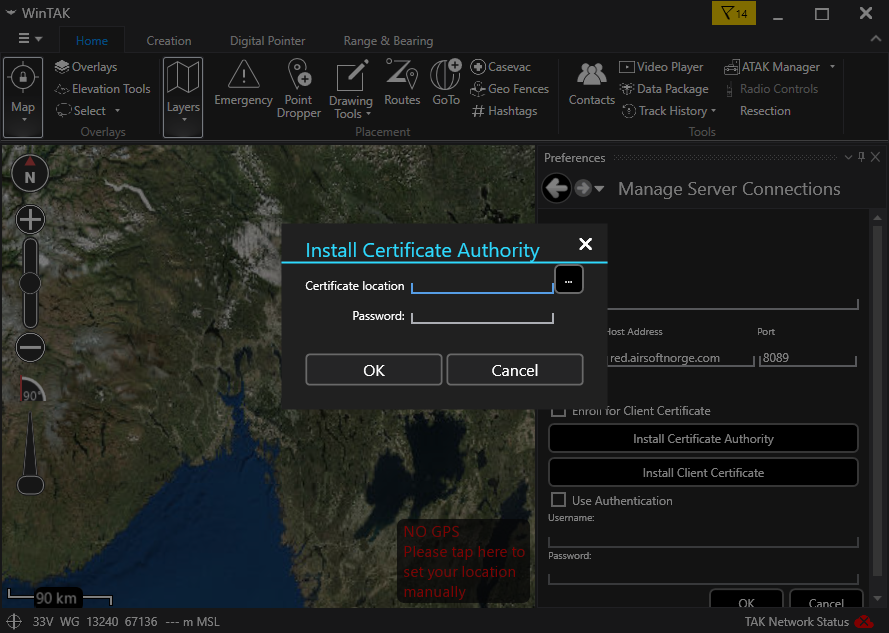 WinTAK
14
Home
Creation
Digital Pointer
Range & Bearing
Map
Overlays
Elevation Tools
Select
Overlays
Layers
Emergency
Point
Dropper
Drawing
Tools
Routes
GoTo
Casevac
Geo Fences
Hashtags
Placement
Contacts
Video Player
Data Package
Track History
ATAK Manager
Radio Controls
Resection
Tools
N
90°
Preferences
Manage Server Connections
Install Certificate Authority
Certificate location
...
Password:
OK
Cancel
Host Address
Port
red.airsoftnorge.com
8089
Enroll for Client Certificate
Install Certificate Authority
Install Client Certificate
Use Authentication
Username:
Password:
OK
Cancel
NO GPS
Please tap here to
set your location
manually
90 km
33V WG 13240 67136 --- m MSL
TAK Network Status